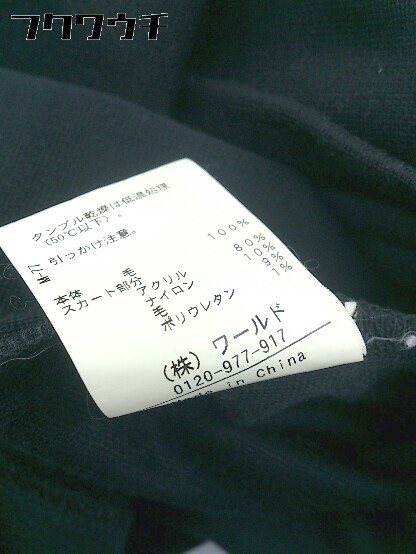 フクワウチ
タンブル乾燥は低温処理
(50℃以下)。
引っかけ注意。
本体 毛 100%
スカート部分 アクリル 80%
ナイロン 10%
毛 9%
ポリウレタン 1%
(株) ワールド
0120-977-917
Made in China